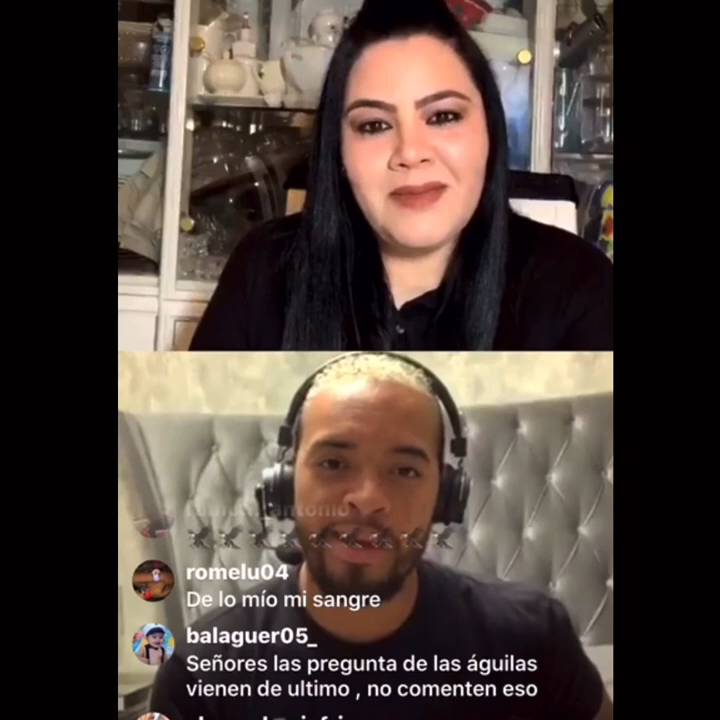 antonio
romelu04
De lo mío mi sangre
balaguer05_
Señores las pregunta de las águilas
vienen de ultimo , no comenten eso